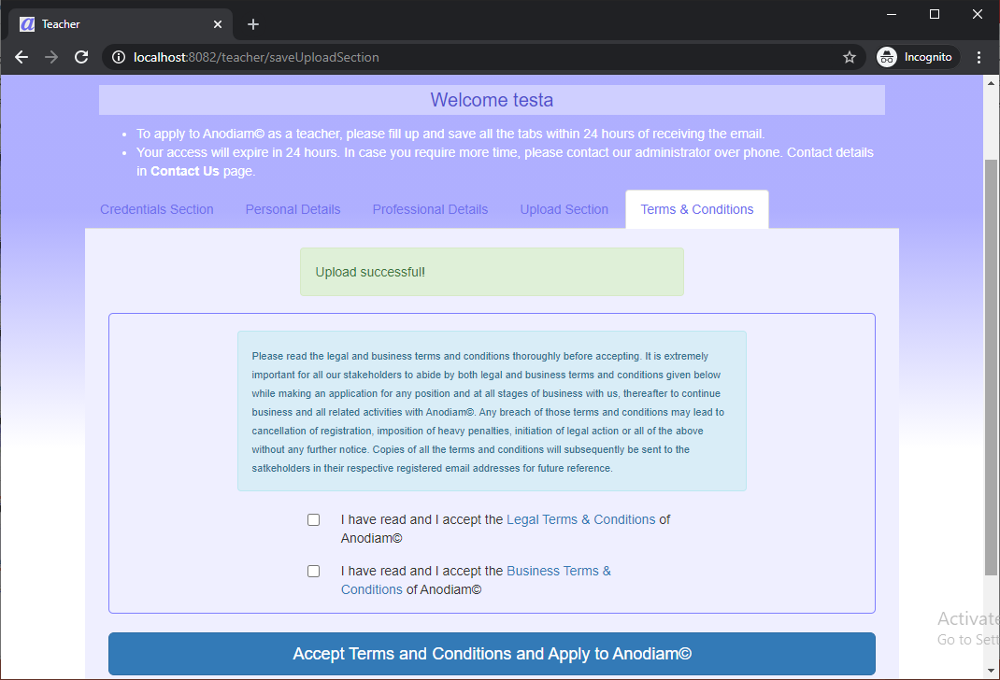 Teacher
localhost:8082/teacher/saveUploadSection
Incognito
Welcome testa
To apply to Anodiam© as a teacher, please fill up and save all the tabs within 24 hours of receiving the email.
Your access will expire in 24 hours. In case you require more time, please contact our administrator over phone. Contact details
in Contact Us page.
Credentials Section Personal Details Professional Details Upload Section Terms & Conditions
Upload successful!
Please read the legal and business terms and conditions thoroughly before accepting. It is extremely
important for all our stakeholders to abide by both legal and business terms and conditions given below
while making an application for any position and at all stages of business with us, thereafter to continue
business and all related activities with Anodiam©. Any breach of those terms and conditions may lead to
cancellation of registration, imposition of heavy penalties, initiation of legal action or all of the above
without any further notice. Copies of all the terms and conditions will subsequently be sent to the
satkeholders in their respective registered email addresses for future reference.
I have read and I accept the Legal Terms & Conditions of
Anodiam©
I have read and I accept the Business Terms &
Conditions of Anodiam©
Activate
Go to Sett
Accept Terms and Conditions and Apply to Anodiam©